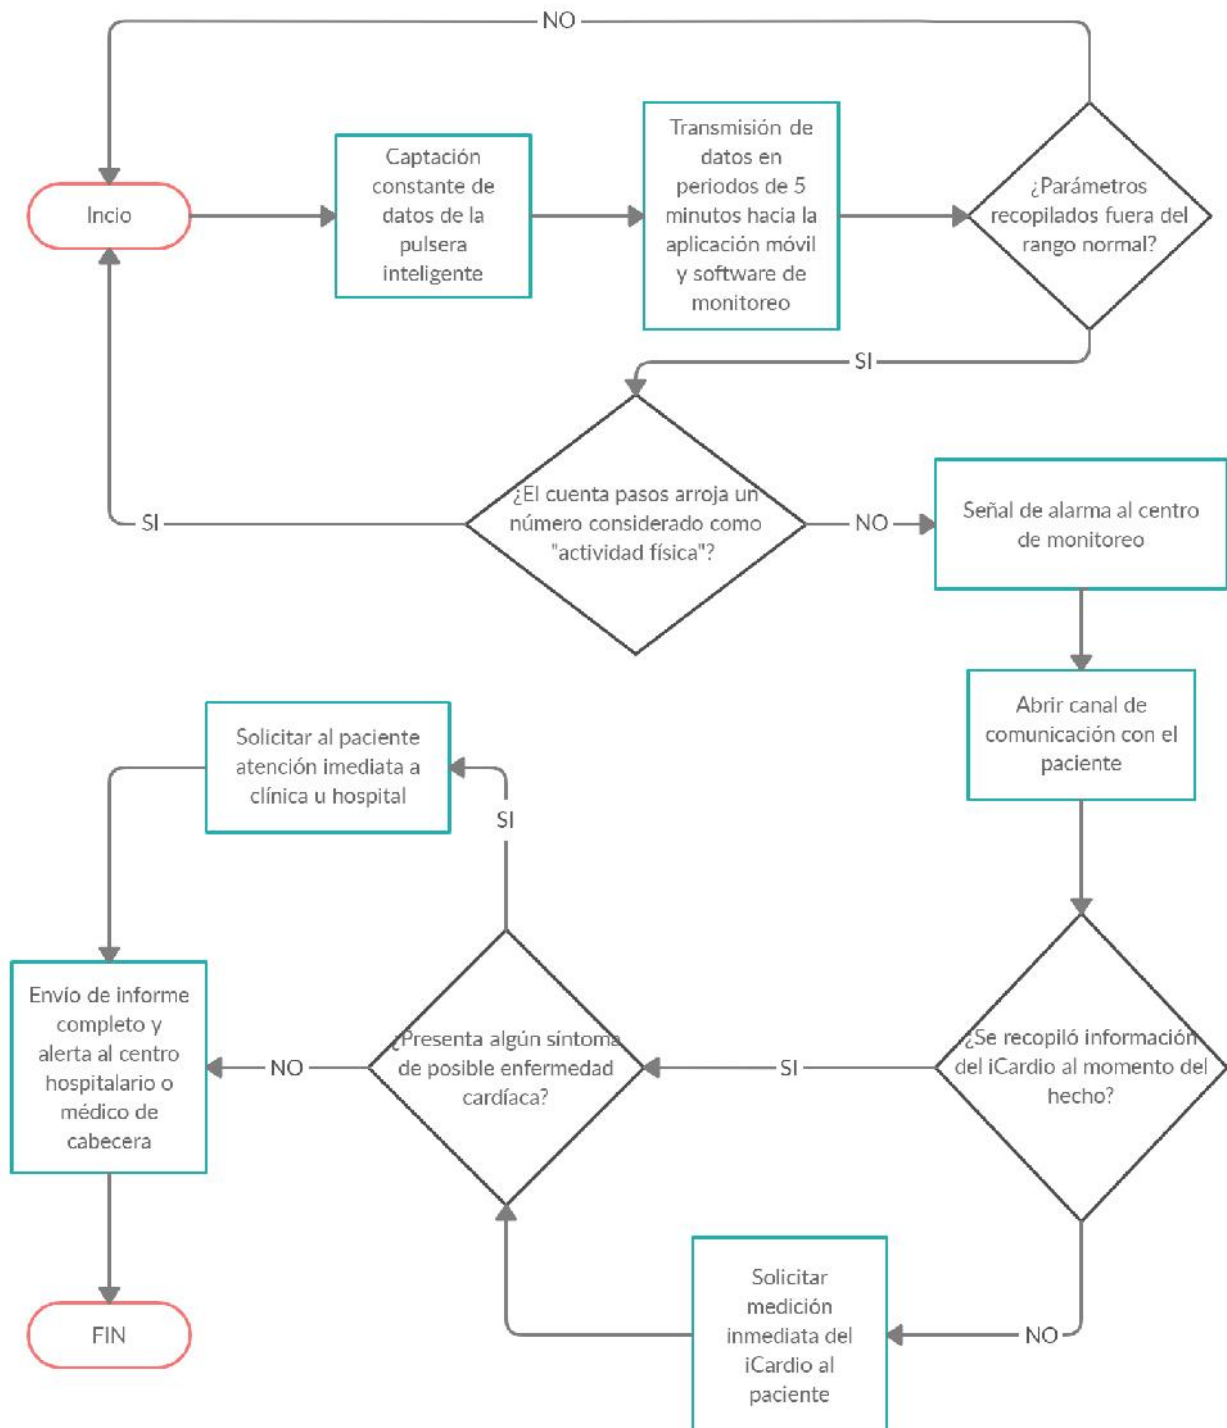 NO
Incio
Captación
constante de
datos de la
pulsera
inteligente
Transmisión de
datos en
periodos de 5
minutos hacia la
aplicación móvil
y software de
monitoreo
¿Parámetros
recopilados fuera del
rango normal?
SI
¿El cuenta pasos arroja un
número considerado como
"actividad física"?
SI
NO
Señal de alarma al centro
de monitoreo
Abrir canal de
comunicación con el
paciente
Solicitar al paciente
atención imediata a
clínica u hospital
SI
¿Se recopiló información
del iCardio al momento del
hecho?
SI
¿Presenta algún síntoma
de posible enfermedad
cardíaca?
NO
Envío de informe
completo y
alerta al centro
hospitalario o
médico de
cabecera
NO
Solicitar
medición
inmediata del
iCardio al
paciente
FIN